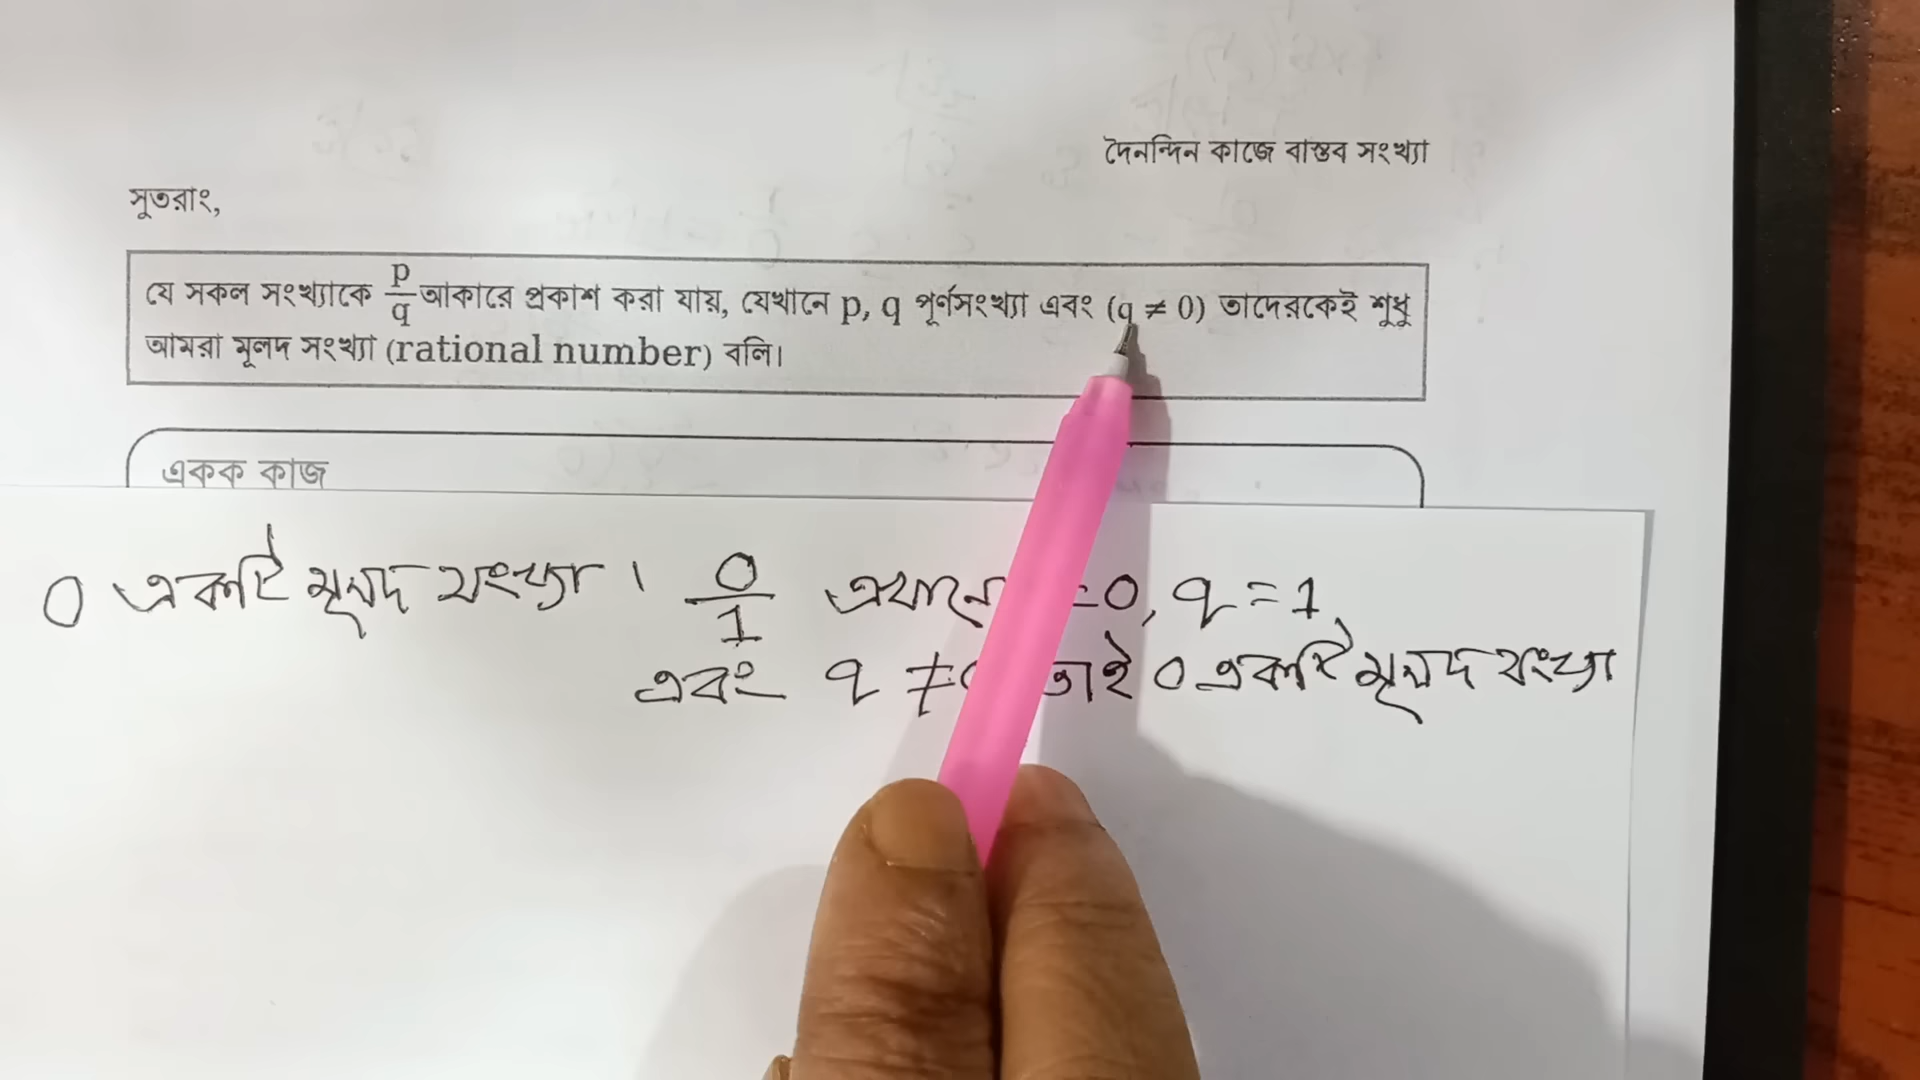 দৈনন্দিন কাজে বাস্তব সংখ্যা
সুতরাং,
যে সকল সংখ্যাকে p/q আকারে প্রকাশ করা যায়, যেখানে p, q পূর্ণসংখ্যা এবং (q ≠ 0) তাদেরকেই শুধু
আমরা মূলদ সংখ্যা (rational number) বলি।
একক কাজ
0 একটি মূলদ সংখ্যা । 0/1 এখানে =0, q = 1
এবং q ≠ তাই 0 একটি মূলদ সংখ্যা